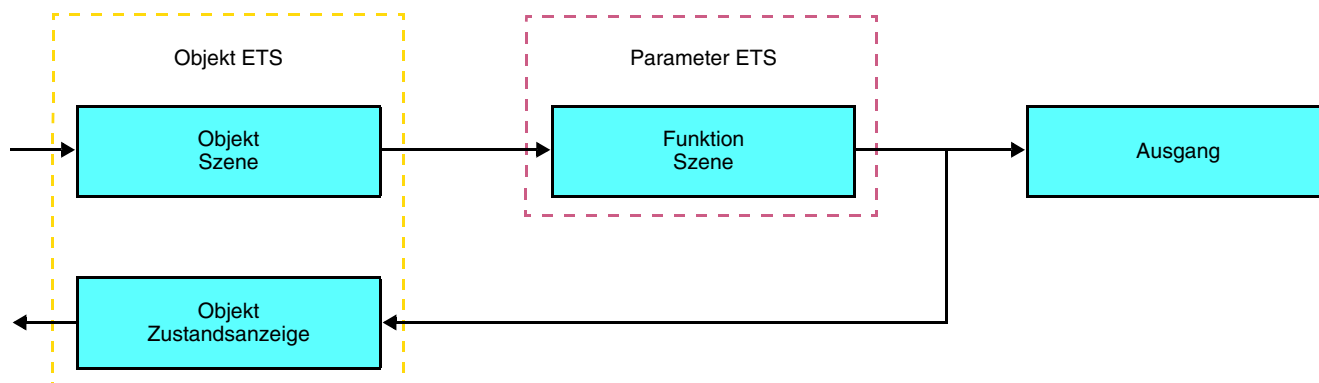 Objekt ETS
Parameter ETS
Objekt
Szene
Funktion
Szene
Ausgang
Objekt
Zustandsanzeige